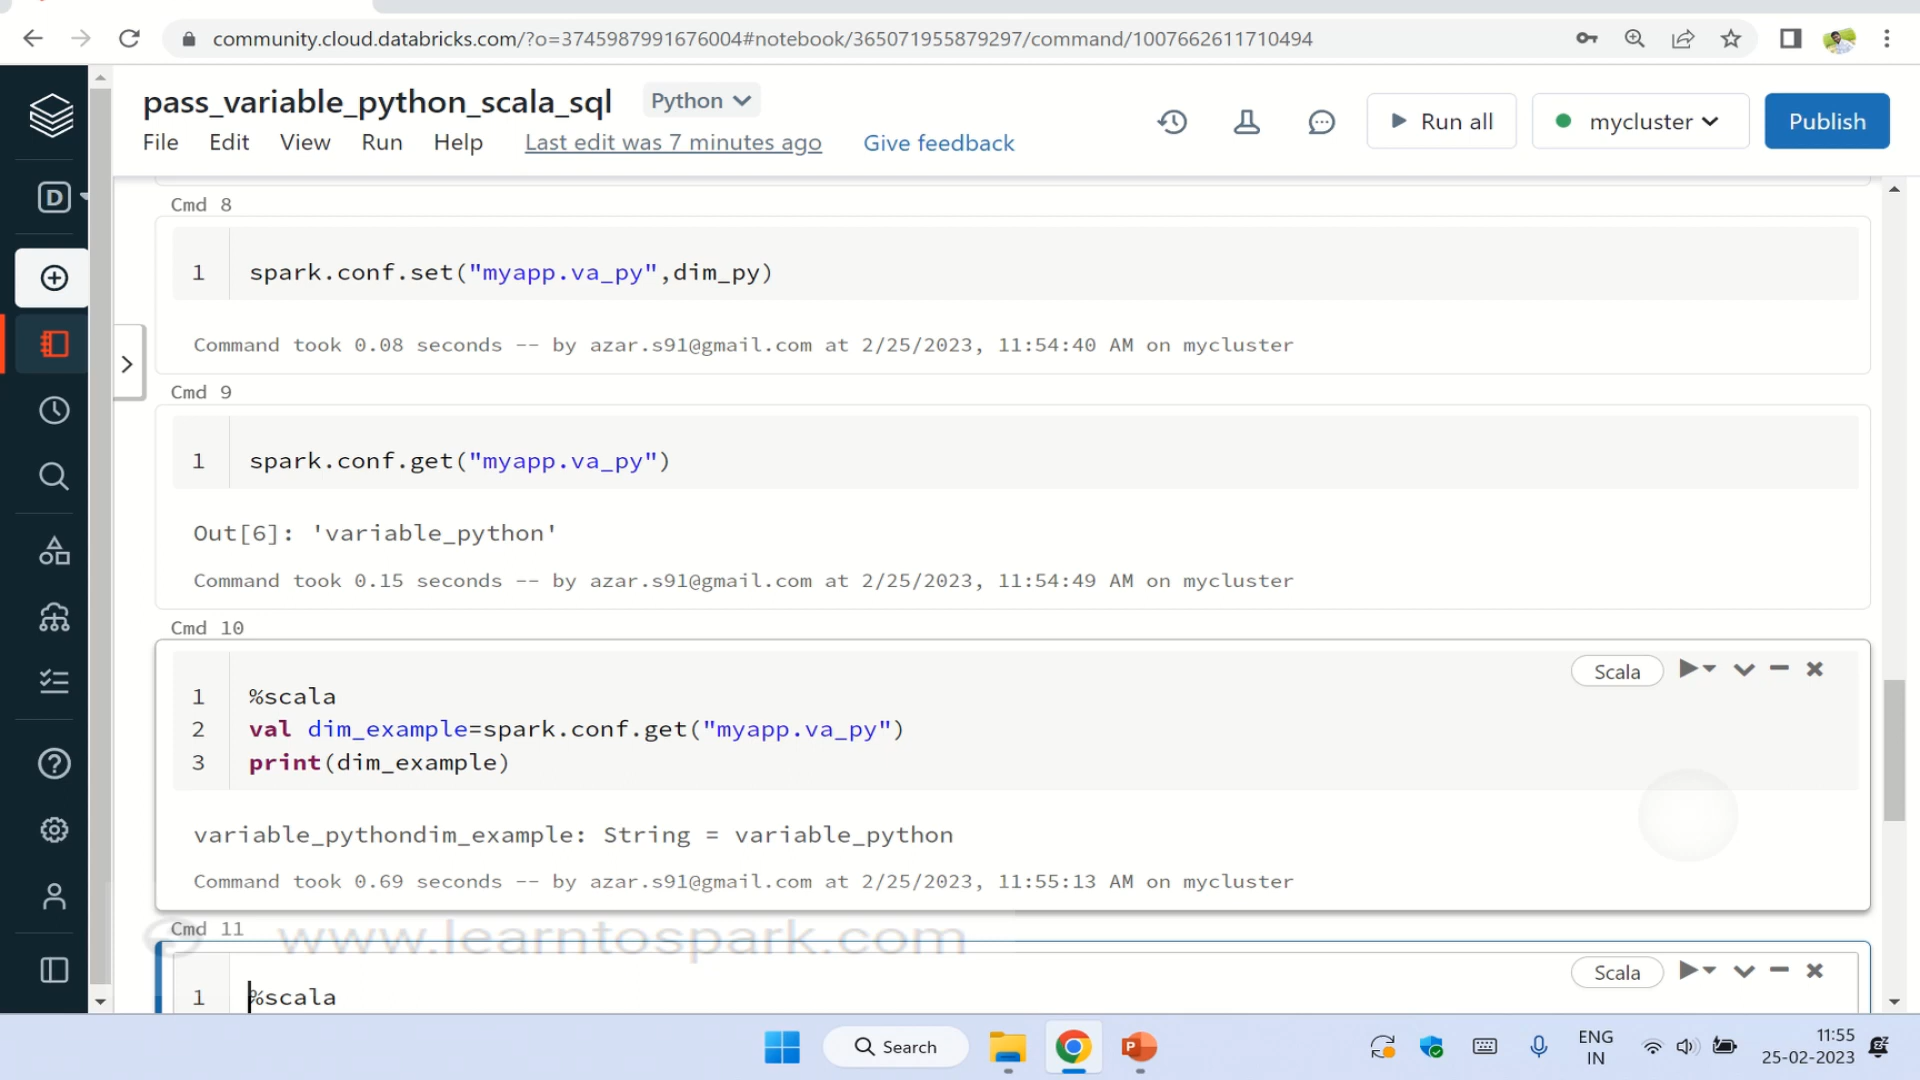 community.cloud.databricks.com/?o=3745987991676004#notebook/365071955879297/command/1007662611710494
pass_variable_python_scala_sql
Python
File Edit View Run Help Last edit was 7 minutes ago Give feedback
Run all
mycluster
Publish
D
Cmd 8
1 spark.conf.set("myapp.va_py",dim_py)
Command took 0.08 seconds -- by azar.s91@gmail.com at 2/25/2023, 11:54:40 AM on mycluster
Cmd 9
1 spark.conf.get("myapp.va_py")
Out[6]: 'variable_python'
Command took 0.15 seconds -- by azar.s91@gmail.com at 2/25/2023, 11:54:49 AM on mycluster
Cmd 10
Scala
1 %scala
2 val dim_example=spark.conf.get("myapp.va_py")
3 print(dim_example)
variable_pythondim_example: String = variable_python
Command took 0.69 seconds -- by azar.s91@gmail.com at 2/25/2023, 11:55:13 AM on mycluster
Cmd 11
www.learntospark.com
Scala
1 %scala
Search
P
ENG
IN
11:55
25-02-2023